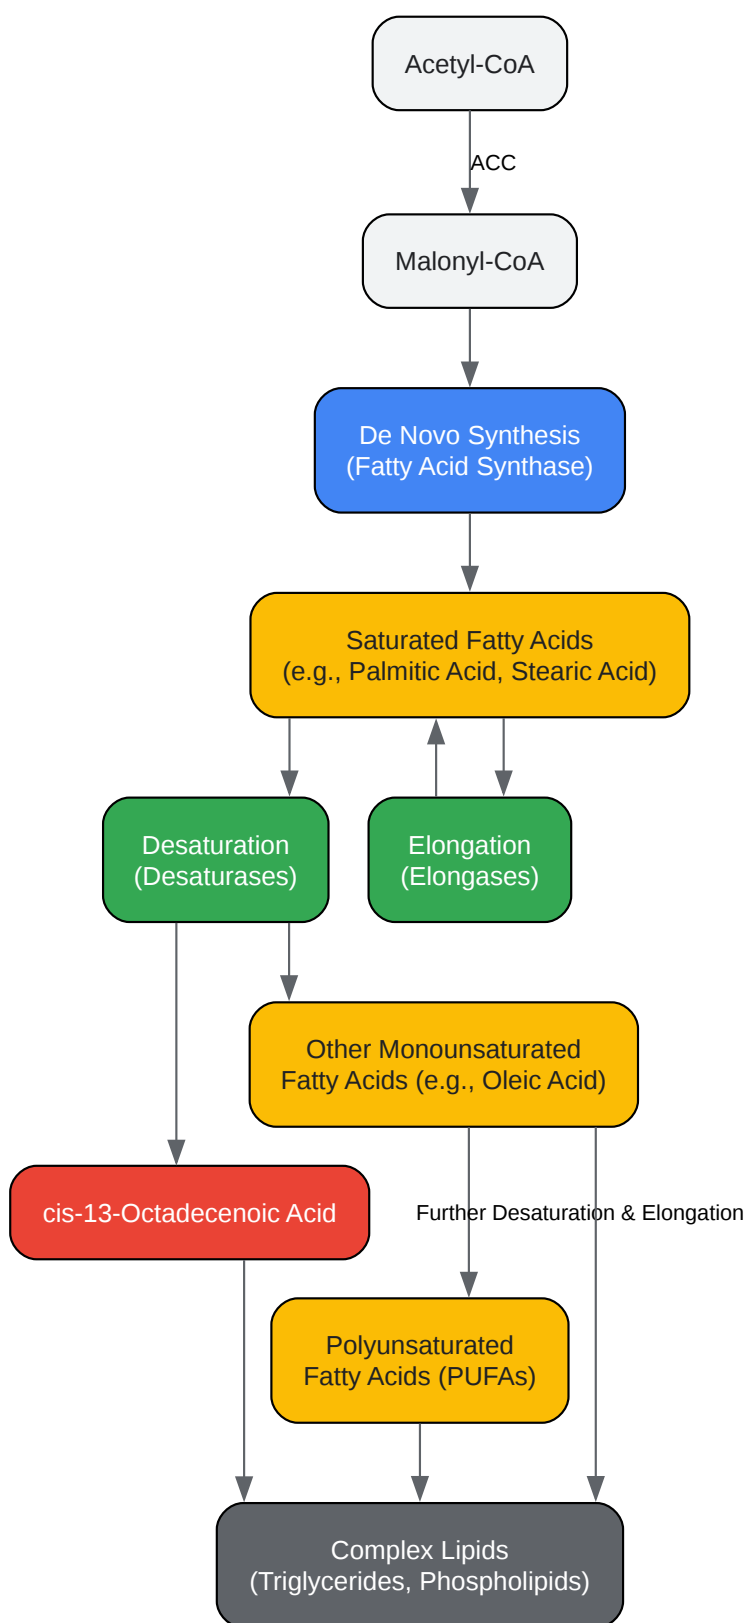 Acetyl-CoA
ACC
Malonyl-CoA
De Novo Synthesis
(Fatty Acid Synthase)
Saturated Fatty Acids
(e.g., Palmitic Acid, Stearic Acid)
Desaturation
(Desaturases)
Elongation
(Elongases)
Other Monounsaturated
Fatty Acids (e.g., Oleic Acid)
cis-13-Octadecenoic Acid
Further Desaturation & Elongation
Polyunsaturated
Fatty Acids (PUFAs)
Complex Lipids
(Triglycerides, Phospholipids)